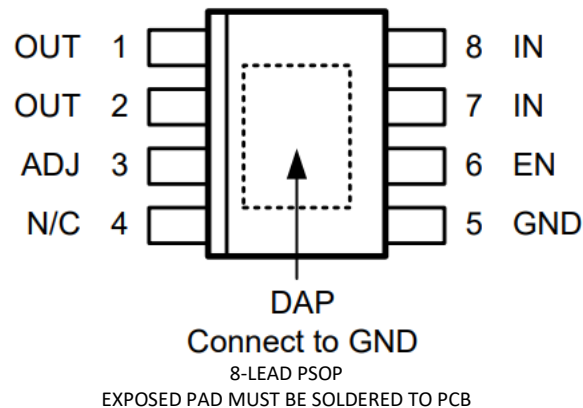 OUT 1 8 IN
OUT 2 7 IN
ADJ 3 6 EN
N/C 4 5 GND
DAP
Connect to GND
8-LEAD PSOP
EXPOSED PAD MUST BE SOLDERED TO PCB